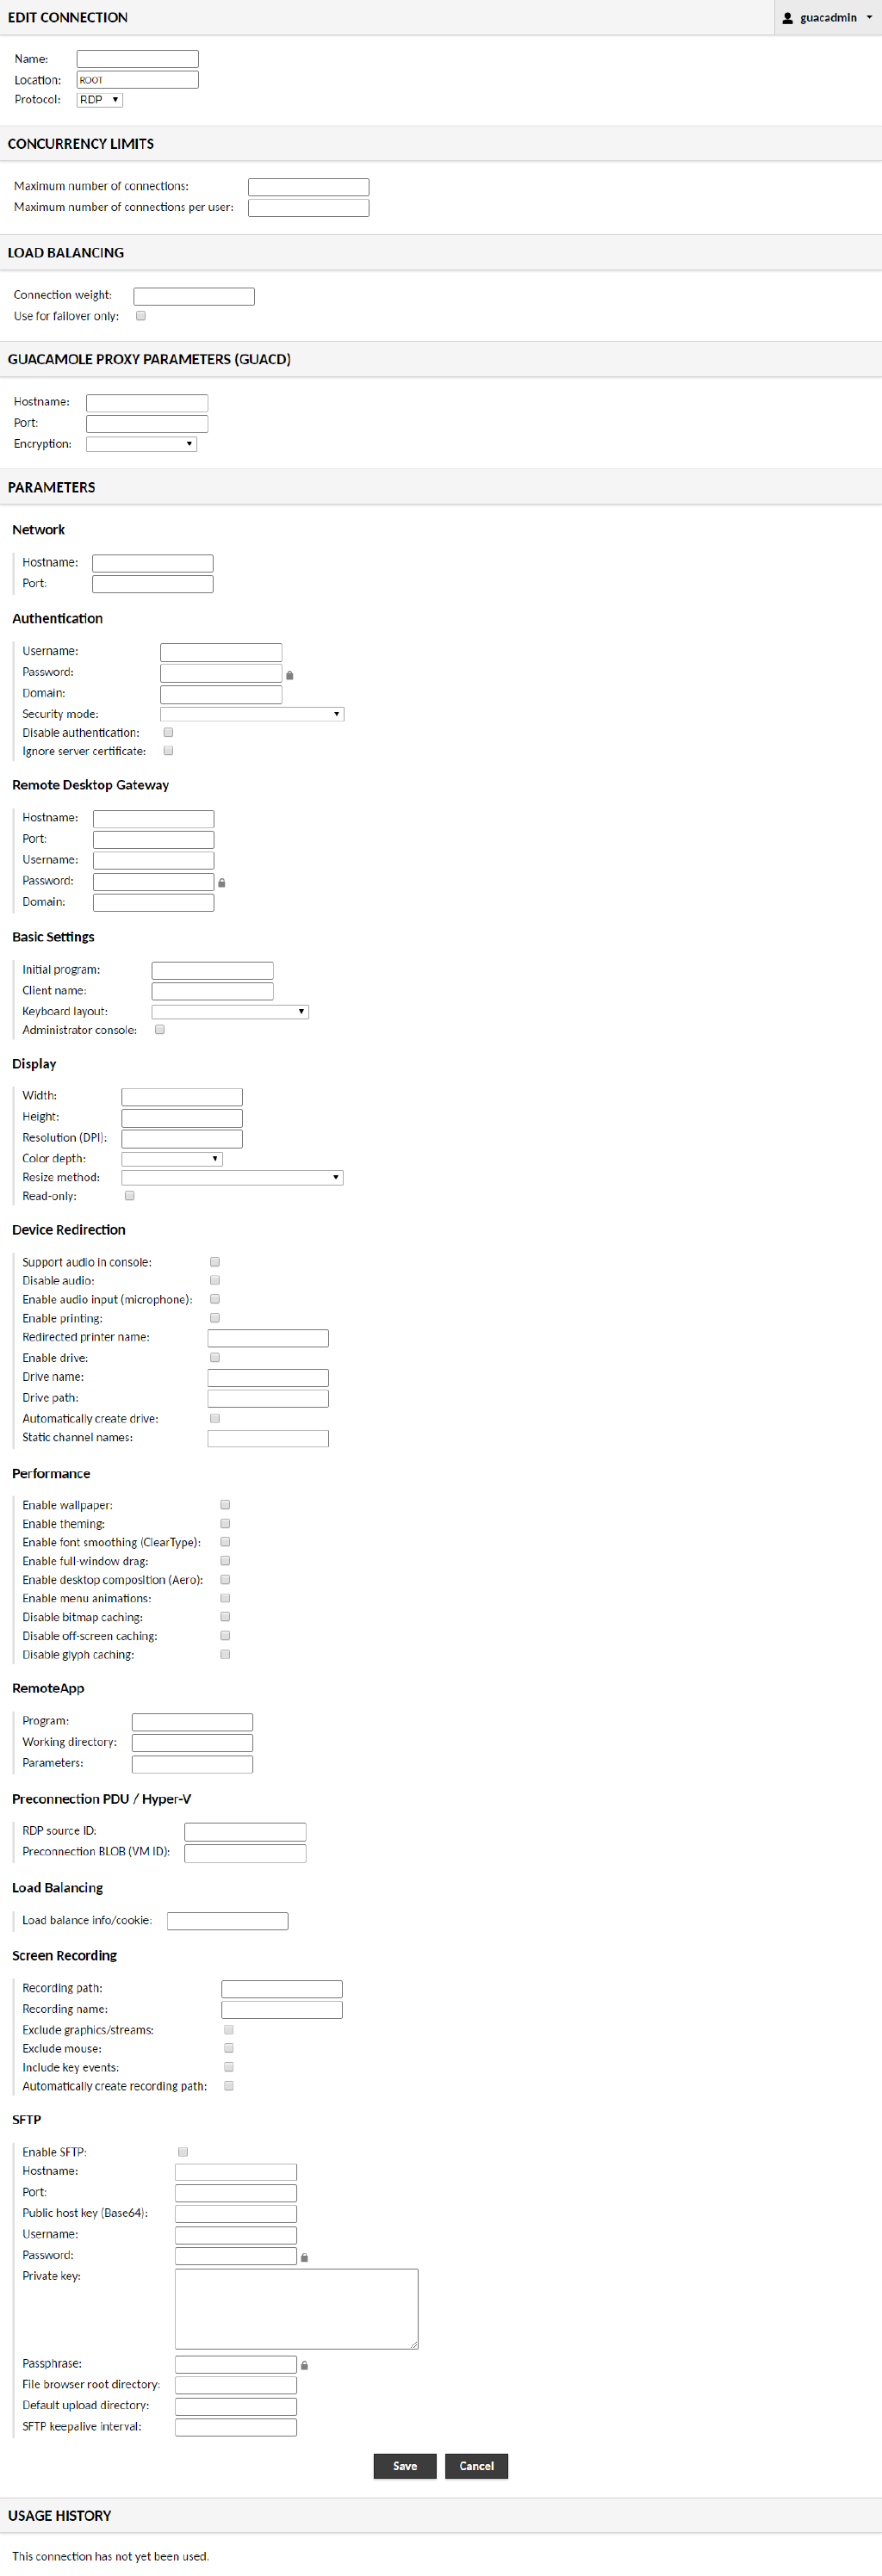 EDIT CONNECTION
guacadmin
Name:
Location: ROOT
Protocol: RDP
CONCURRENCY LIMITS
Maximum number of connections:
Maximum number of connections per user:
LOAD BALANCING
Connection weight:
Use for failover only:
GUACAMOLE PROXY PARAMETERS (GUACD)
Hostname:
Port:
Encryption:
PARAMETERS
Network
Hostname:
Port:
Authentication
Username:
Password:
Domain:
Security mode:
Disable authentication:
Ignore server certificate:
Remote Desktop Gateway
Hostname:
Port:
Username:
Password:
Domain:
Basic Settings
Initial program:
Client name:
Keyboard layout:
Administrator console:
Display
Width:
Height:
Resolution (DPI):
Color depth:
Resize method:
Read-only:
Device Redirection
Support audio in console:
Disable audio:
Enable audio input (microphone):
Enable printing:
Redirected printer name:
Enable drive:
Drive name:
Drive path:
Automatically create drive:
Static channel names:
Performance
Enable wallpaper:
Enable theming:
Enable font smoothing (ClearType):
Enable full-window drag:
Enable desktop composition (Aero):
Enable menu animations:
Disable bitmap caching:
Disable off-screen caching:
Disable glyph caching:
RemoteApp
Program:
Working directory:
Parameters:
Preconnection PDU / Hyper-V
RDP source ID:
Preconnection BLOB (VM ID):
Load Balancing
Load balance info/cookie:
Screen Recording
Recording path:
Recording name:
Exclude graphics/streams:
Exclude mouse:
Include key events:
Automatically create recording path:
SFTP
Enable SFTP:
Hostname:
Port:
Public host key (Base64):
Username:
Password:
Private key:
Passphrase:
File browser root directory:
Default upload directory:
SFTP keepalive interval:
Save Cancel
USAGE HISTORY
This connection has not yet been used.